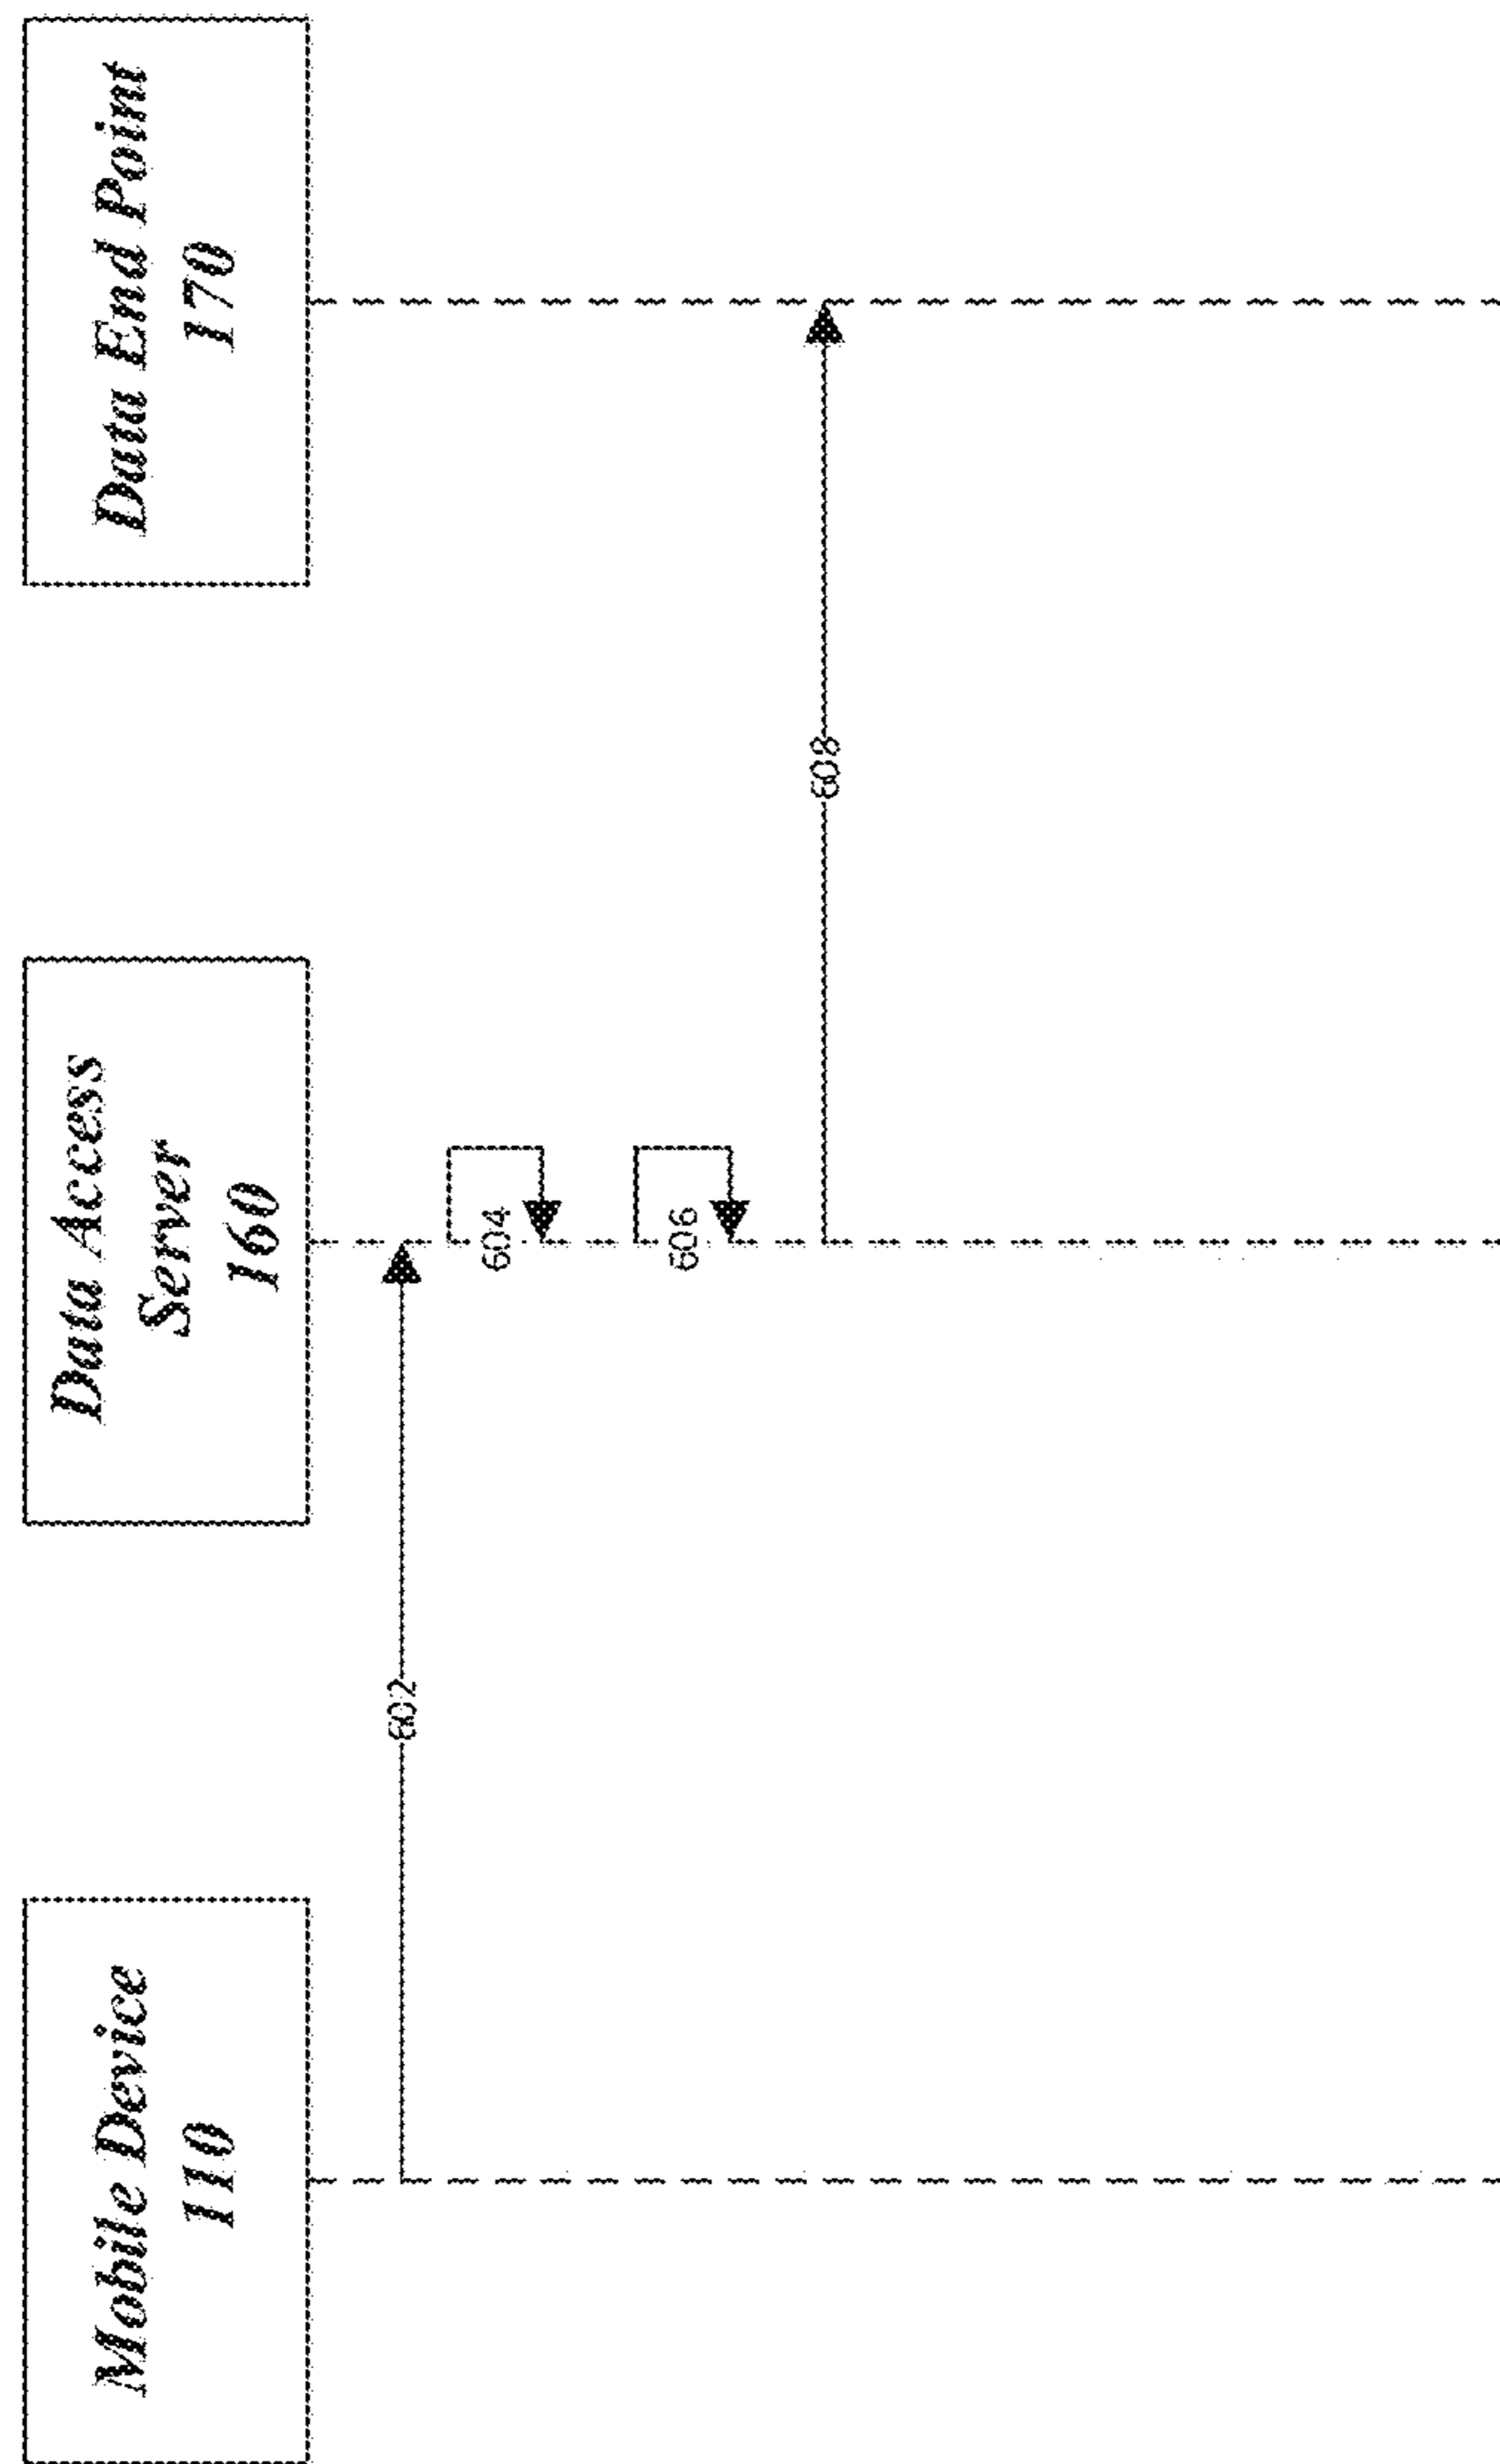 Mobile Device
110
Data Access
Server
160
Data End Point
170
602
604
606
608